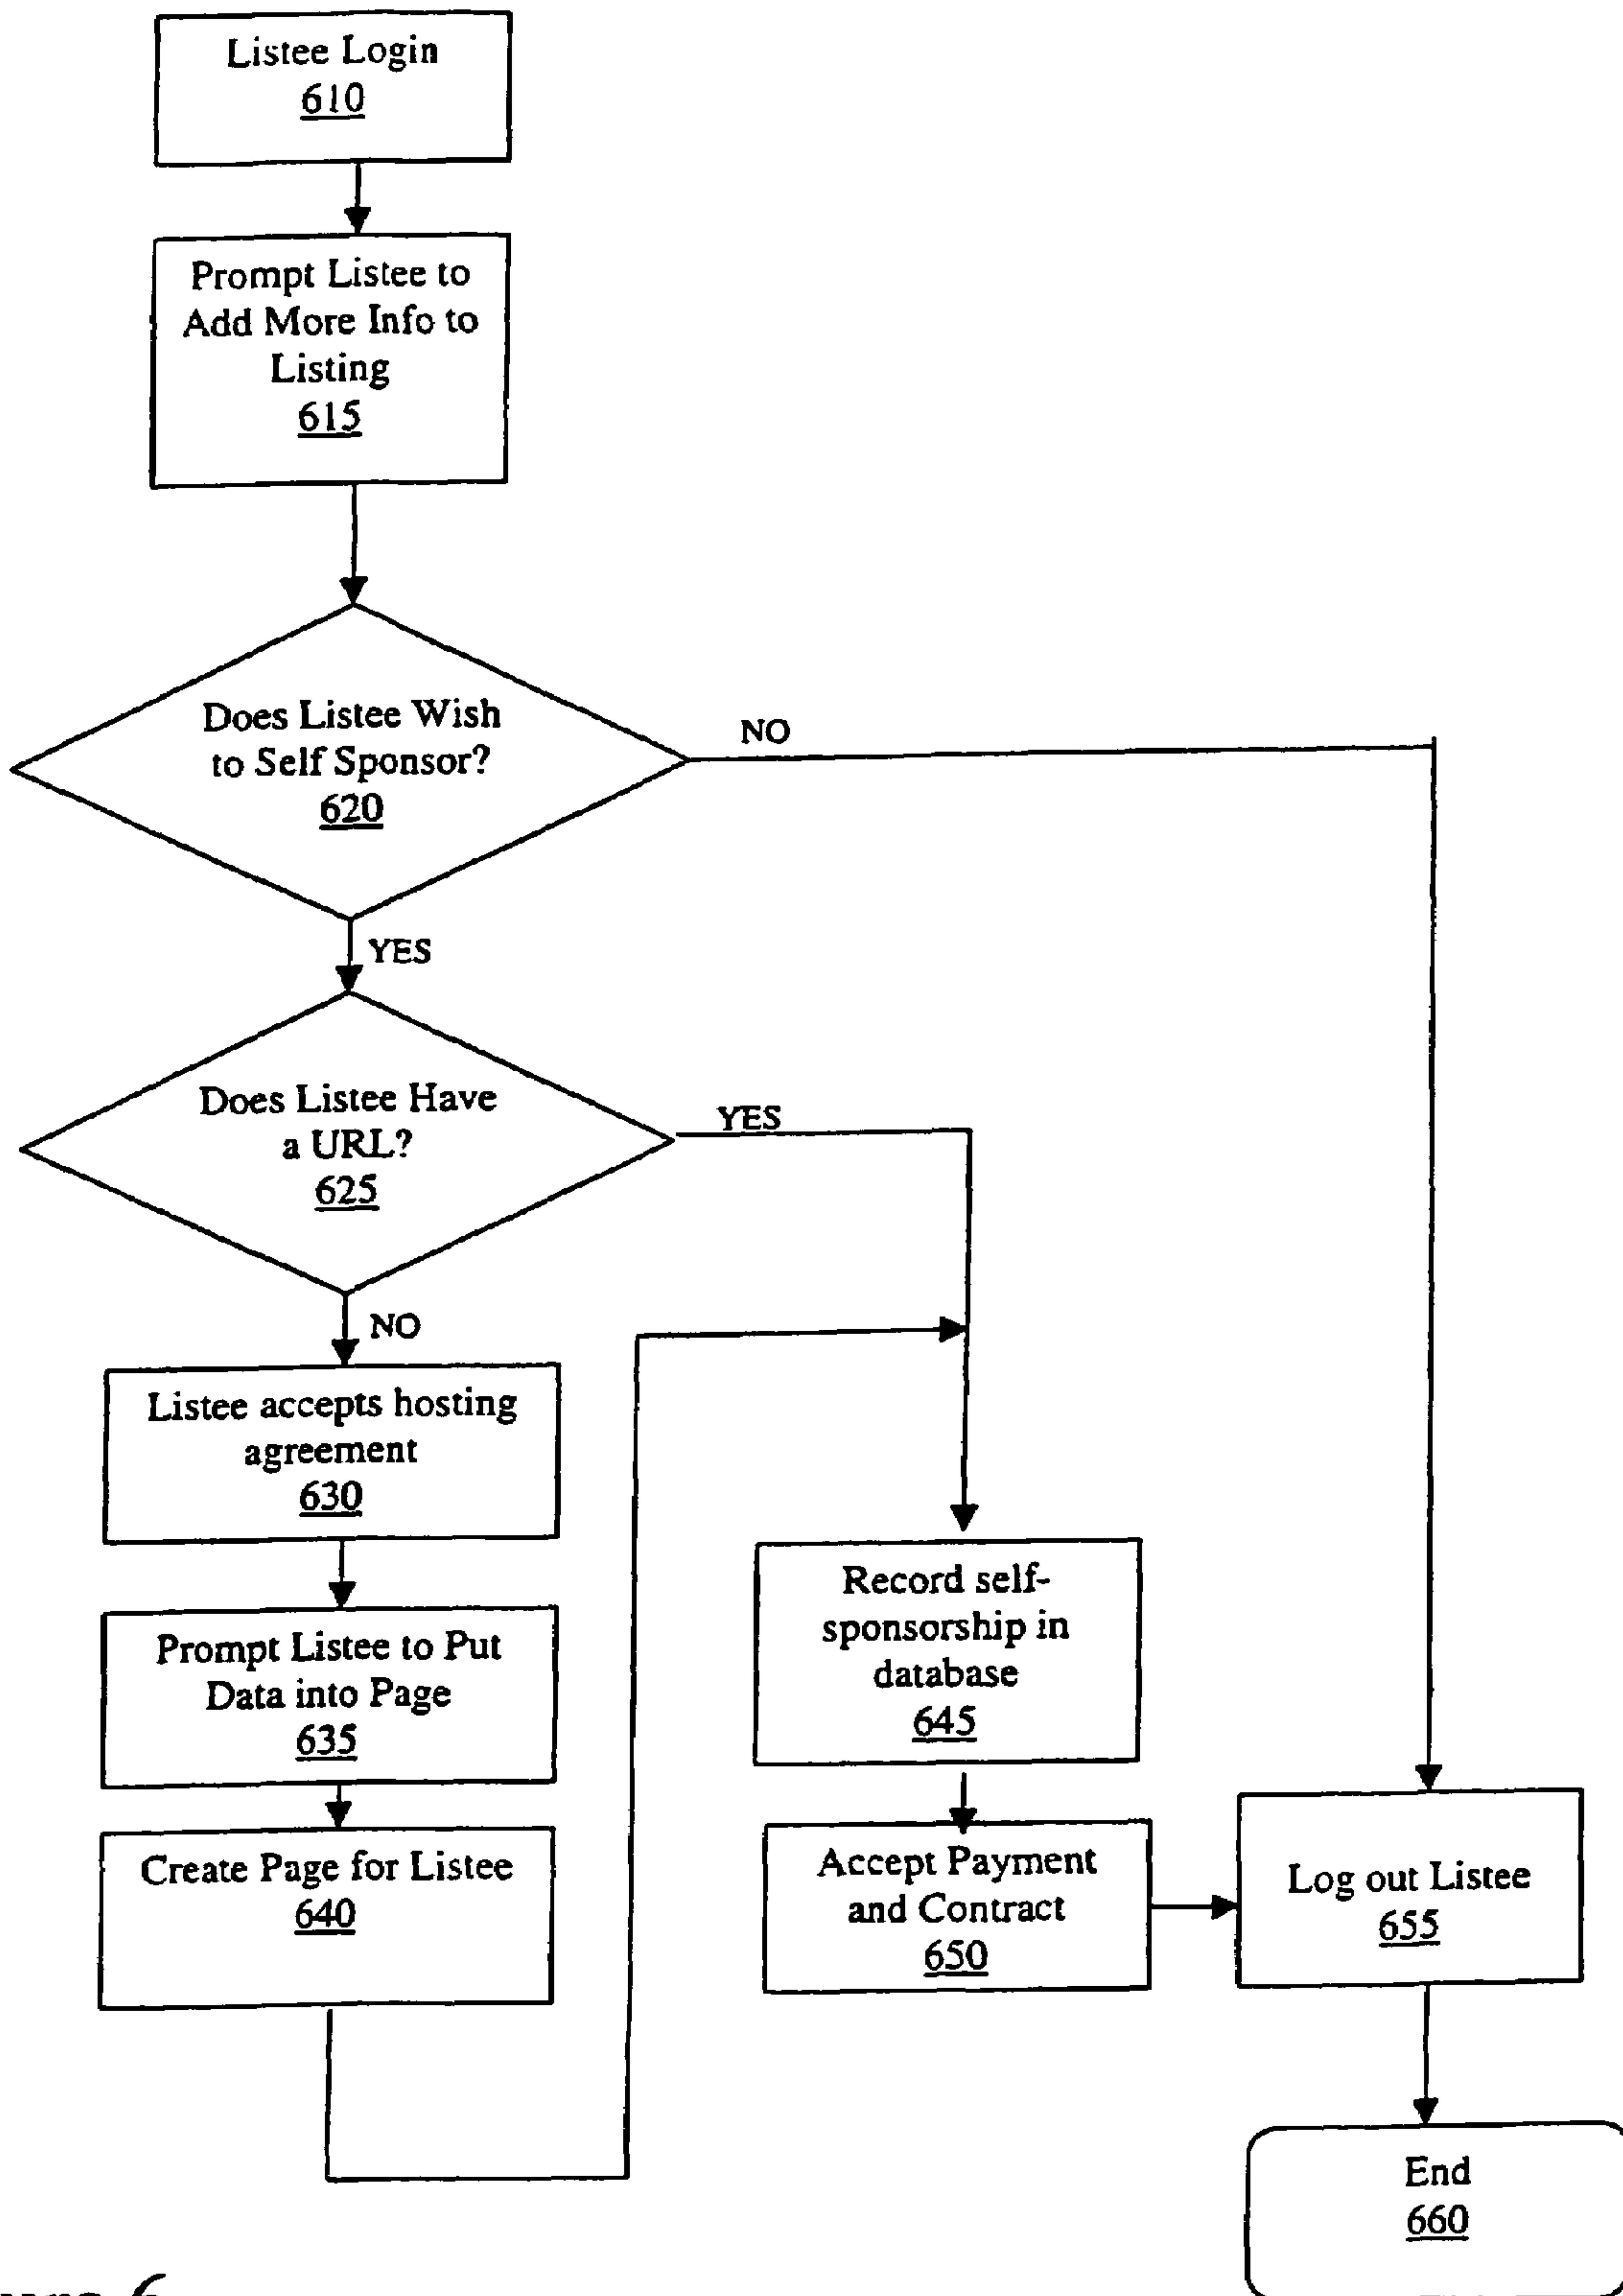 Listee Login
610
Prompt Listee to
Add More Info to
Listing
615
Does Listee Wish
to Self Sponsor?
620
NO
YES
Does Listee Have
a URL?
625
YES
NO
Listee accepts hosting
agreement
630
Prompt Listee to Put
Data into Page
635
Create Page for Listee
640
Record self-
sponsorship in
database
645
Accept Payment
and Contract
650
Log out Listee
655
End
660